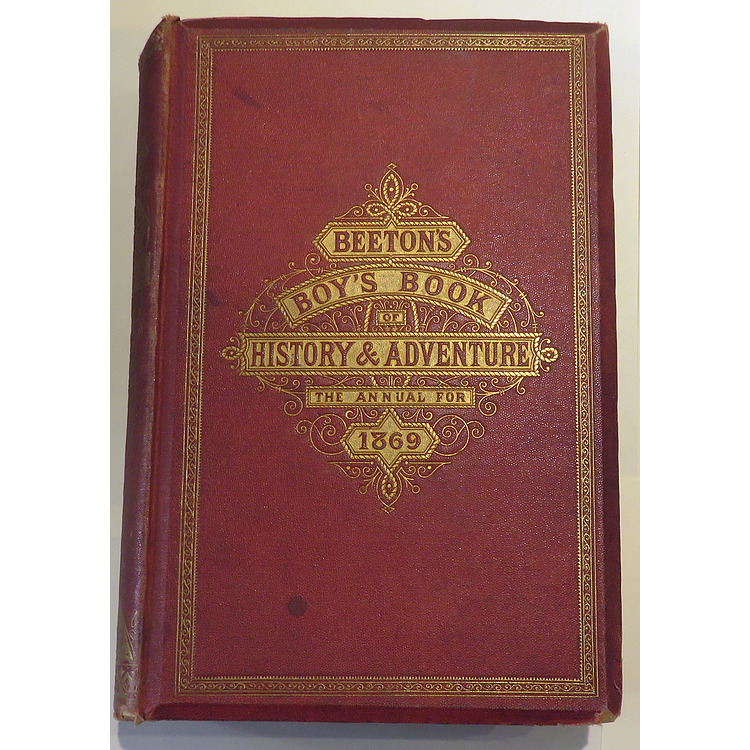 BEETON'S
BOY'S BOOK
OF
HISTORY & ADVENTURE
THE ANNUAL FOR
1869